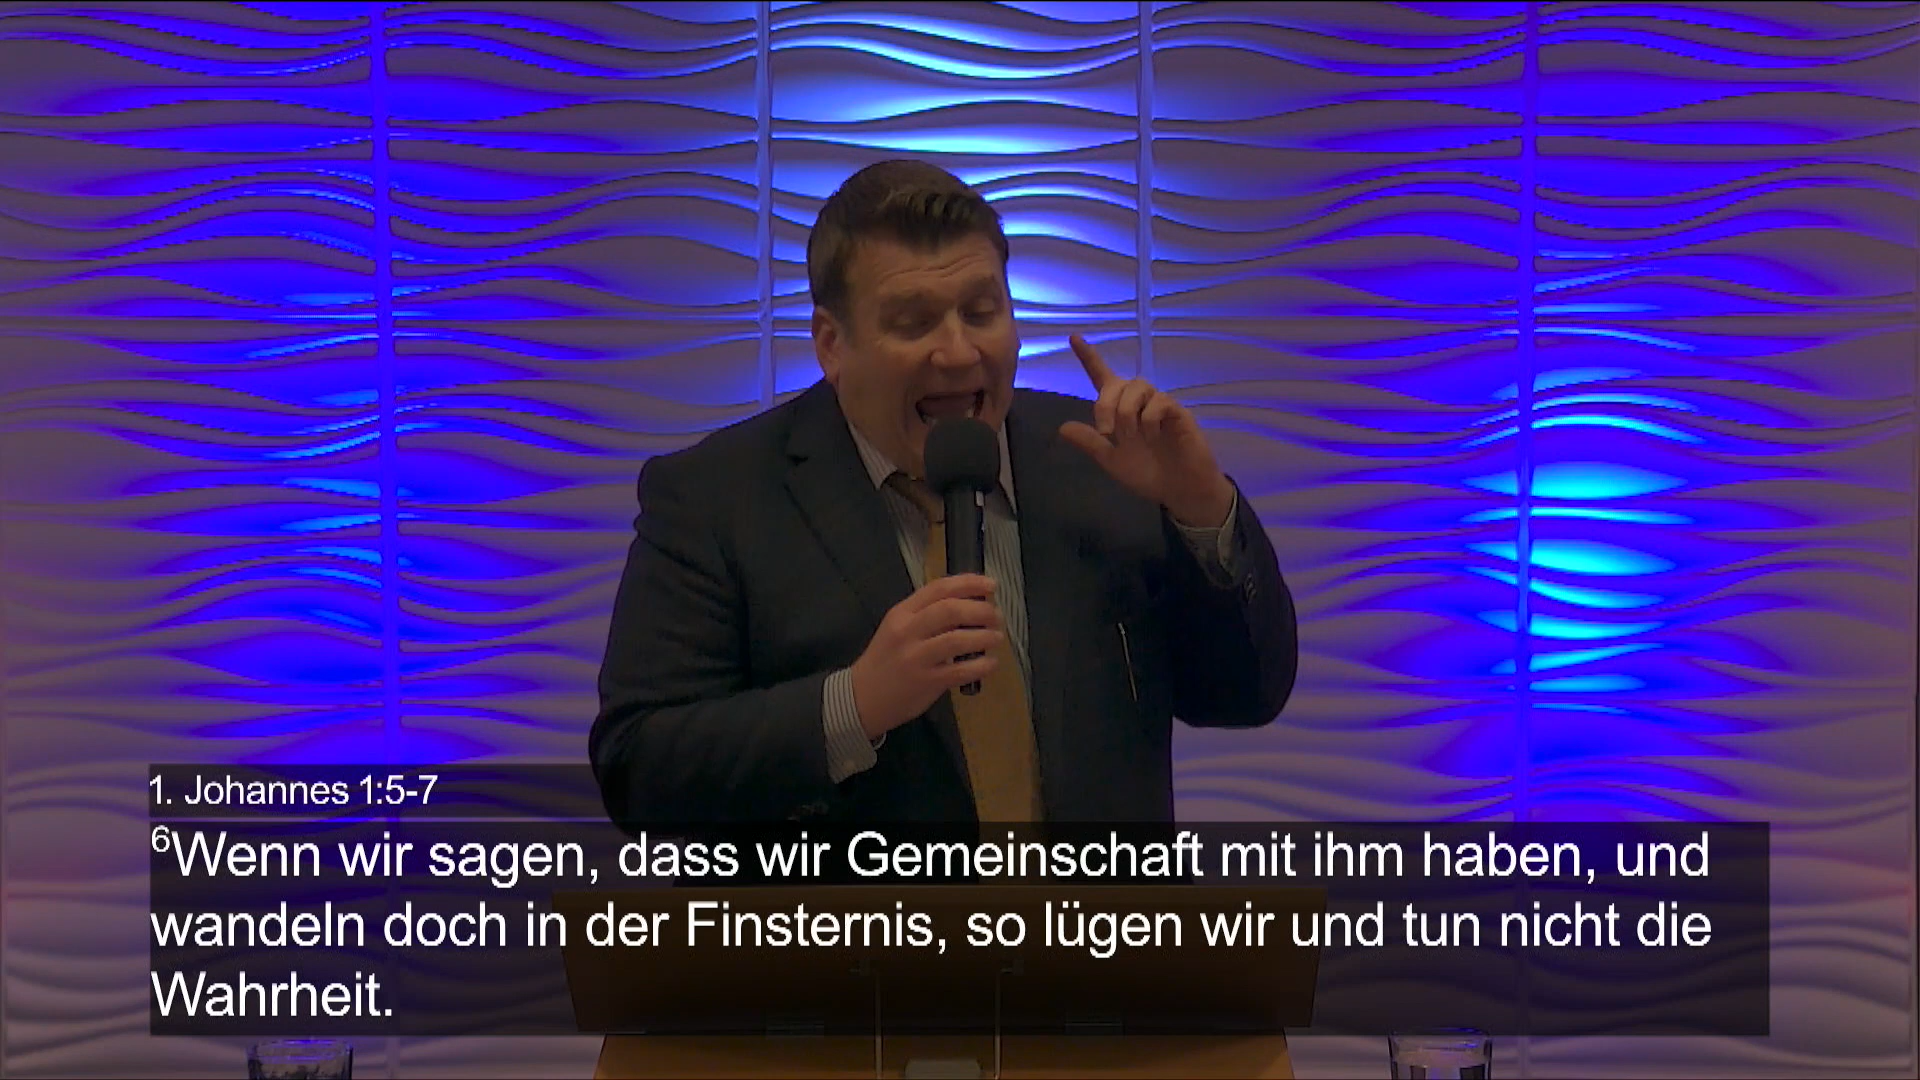 1. Johannes 1:5-7
⁶Wenn wir sagen, dass wir Gemeinschaft mit ihm haben, und
wandeln doch in der Finsternis, so lügen wir und tun nicht die
Wahrheit.